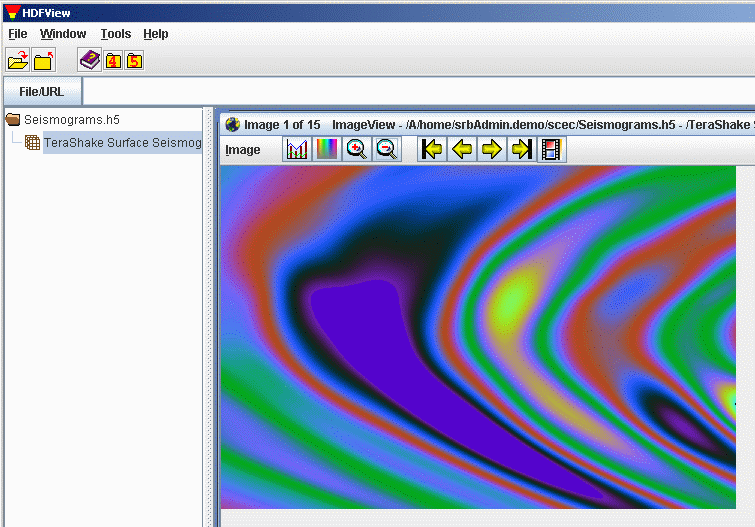 HDFView
File Window Tools Help
4 5
File/URL
Seismograms.h5
TeraShake Surface Seismog
Image 1 of 15 ImageView - /A/home/srbAdmin.demo/scec/Seismograms.h5 - /TeraShake
Image